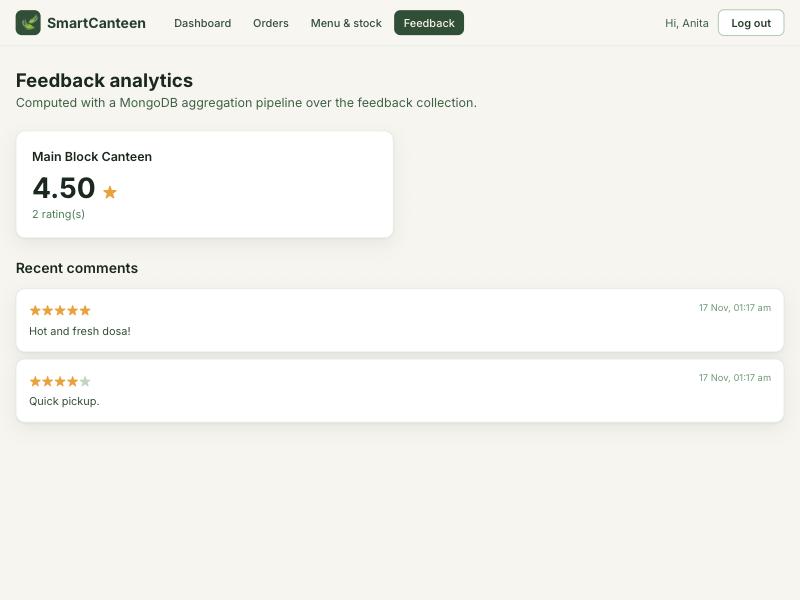 SmartCanteen Dashboard Orders Menu & stock Feedback Hi, Anita Log out
Feedback analytics
Computed with a MongoDB aggregation pipeline over the feedback collection.
Main Block Canteen
4.50
2 rating(s)
Recent comments
17 Nov, 01:17 am
Hot and fresh dosa!
17 Nov, 01:17 am
Quick pickup.